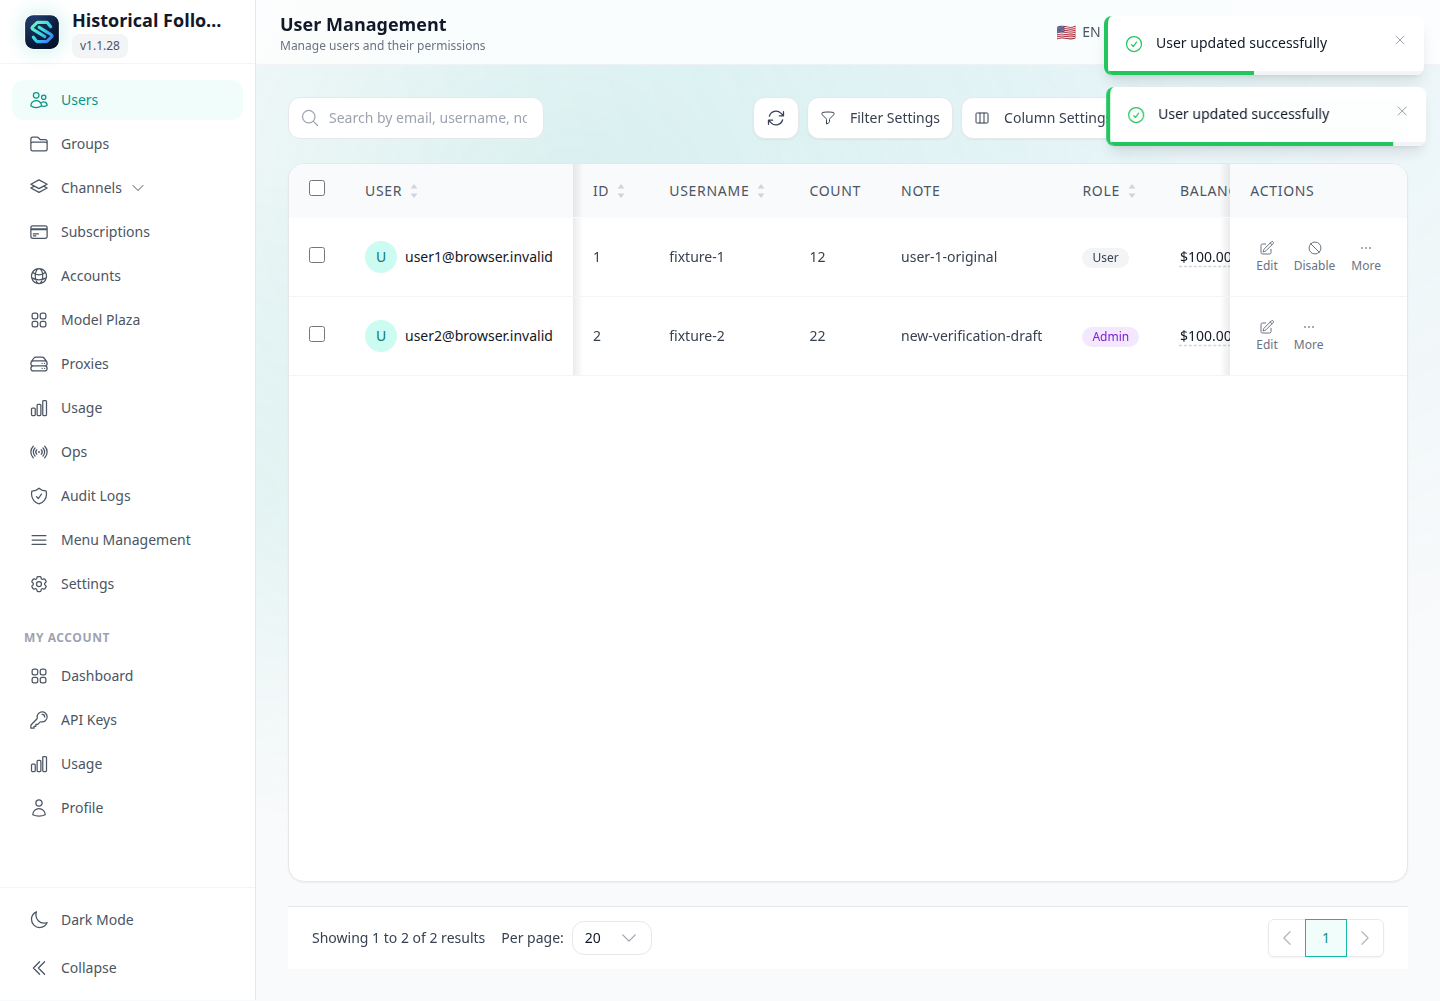 Historical Follo...
v1.1.28
Users
Groups
Channels
Subscriptions
Accounts
Model Plaza
Proxies
Usage
Ops
Audit Logs
Menu Management
Settings
MY ACCOUNT
Dashboard
API Keys
Usage
Profile
Dark Mode
Collapse
User Management
Manage users and their permissions
EN
User updated successfully
User updated successfully
Search by email, username, no
Filter Settings
Column Setting
USER ID USERNAME COUNT NOTE ROLE BALANC ACTIONS
U user1@browser.invalid 1 fixture-1 12 user-1-original User $100.00 Edit Disable More
U user2@browser.invalid 2 fixture-2 22 new-verification-draft Admin $100.00 Edit More
Showing 1 to 2 of 2 results Per page: 20 1